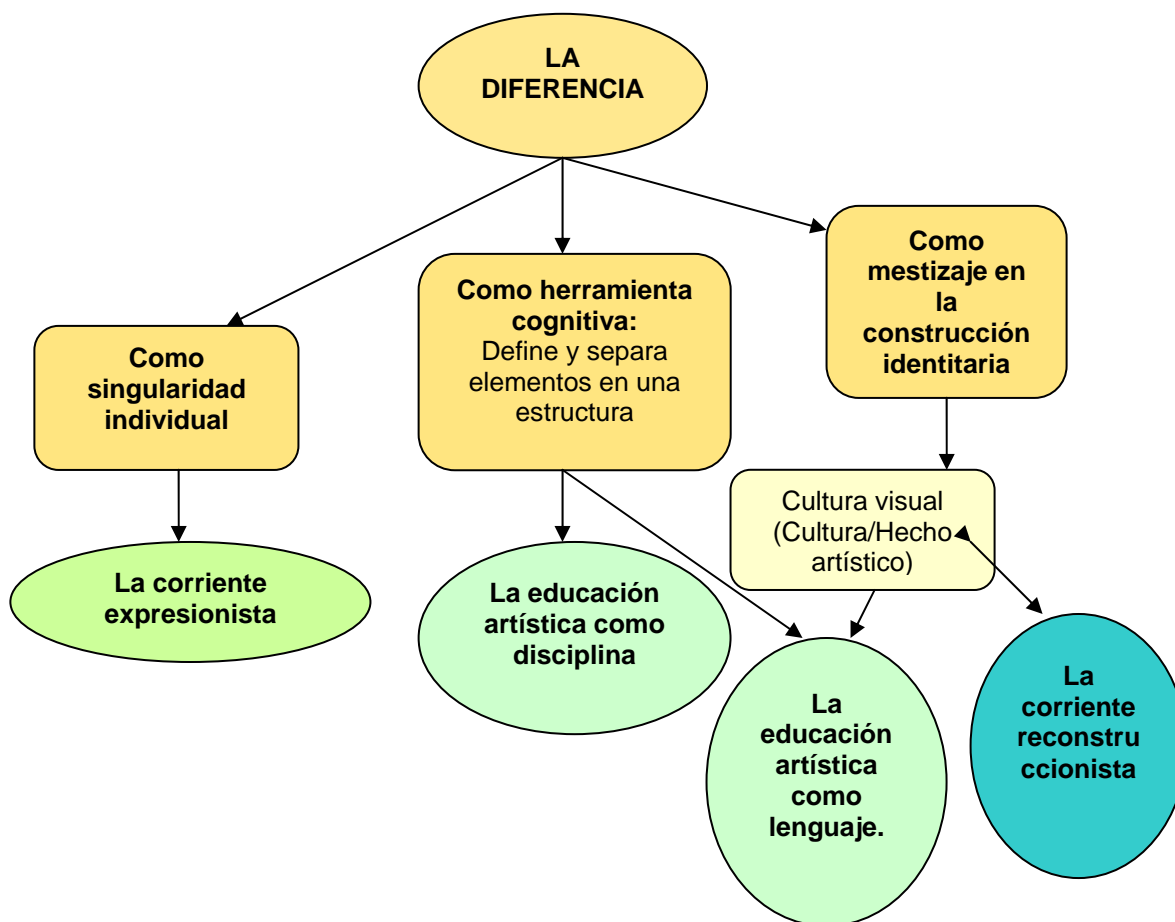 LA
DIFERENCIA
Como
singularidad
individual
Como herramienta
cognitiva:
Define y separa
elementos en una
estructura
Como
mestizaje en
la
construcción
identitaria
Cultura visual
(Cultura/Hecho
artístico)
La corriente
expresionista
La educación
artística como
disciplina
La
educación
artística
como
lenguaje.
La
corriente
reconstru
ccionista